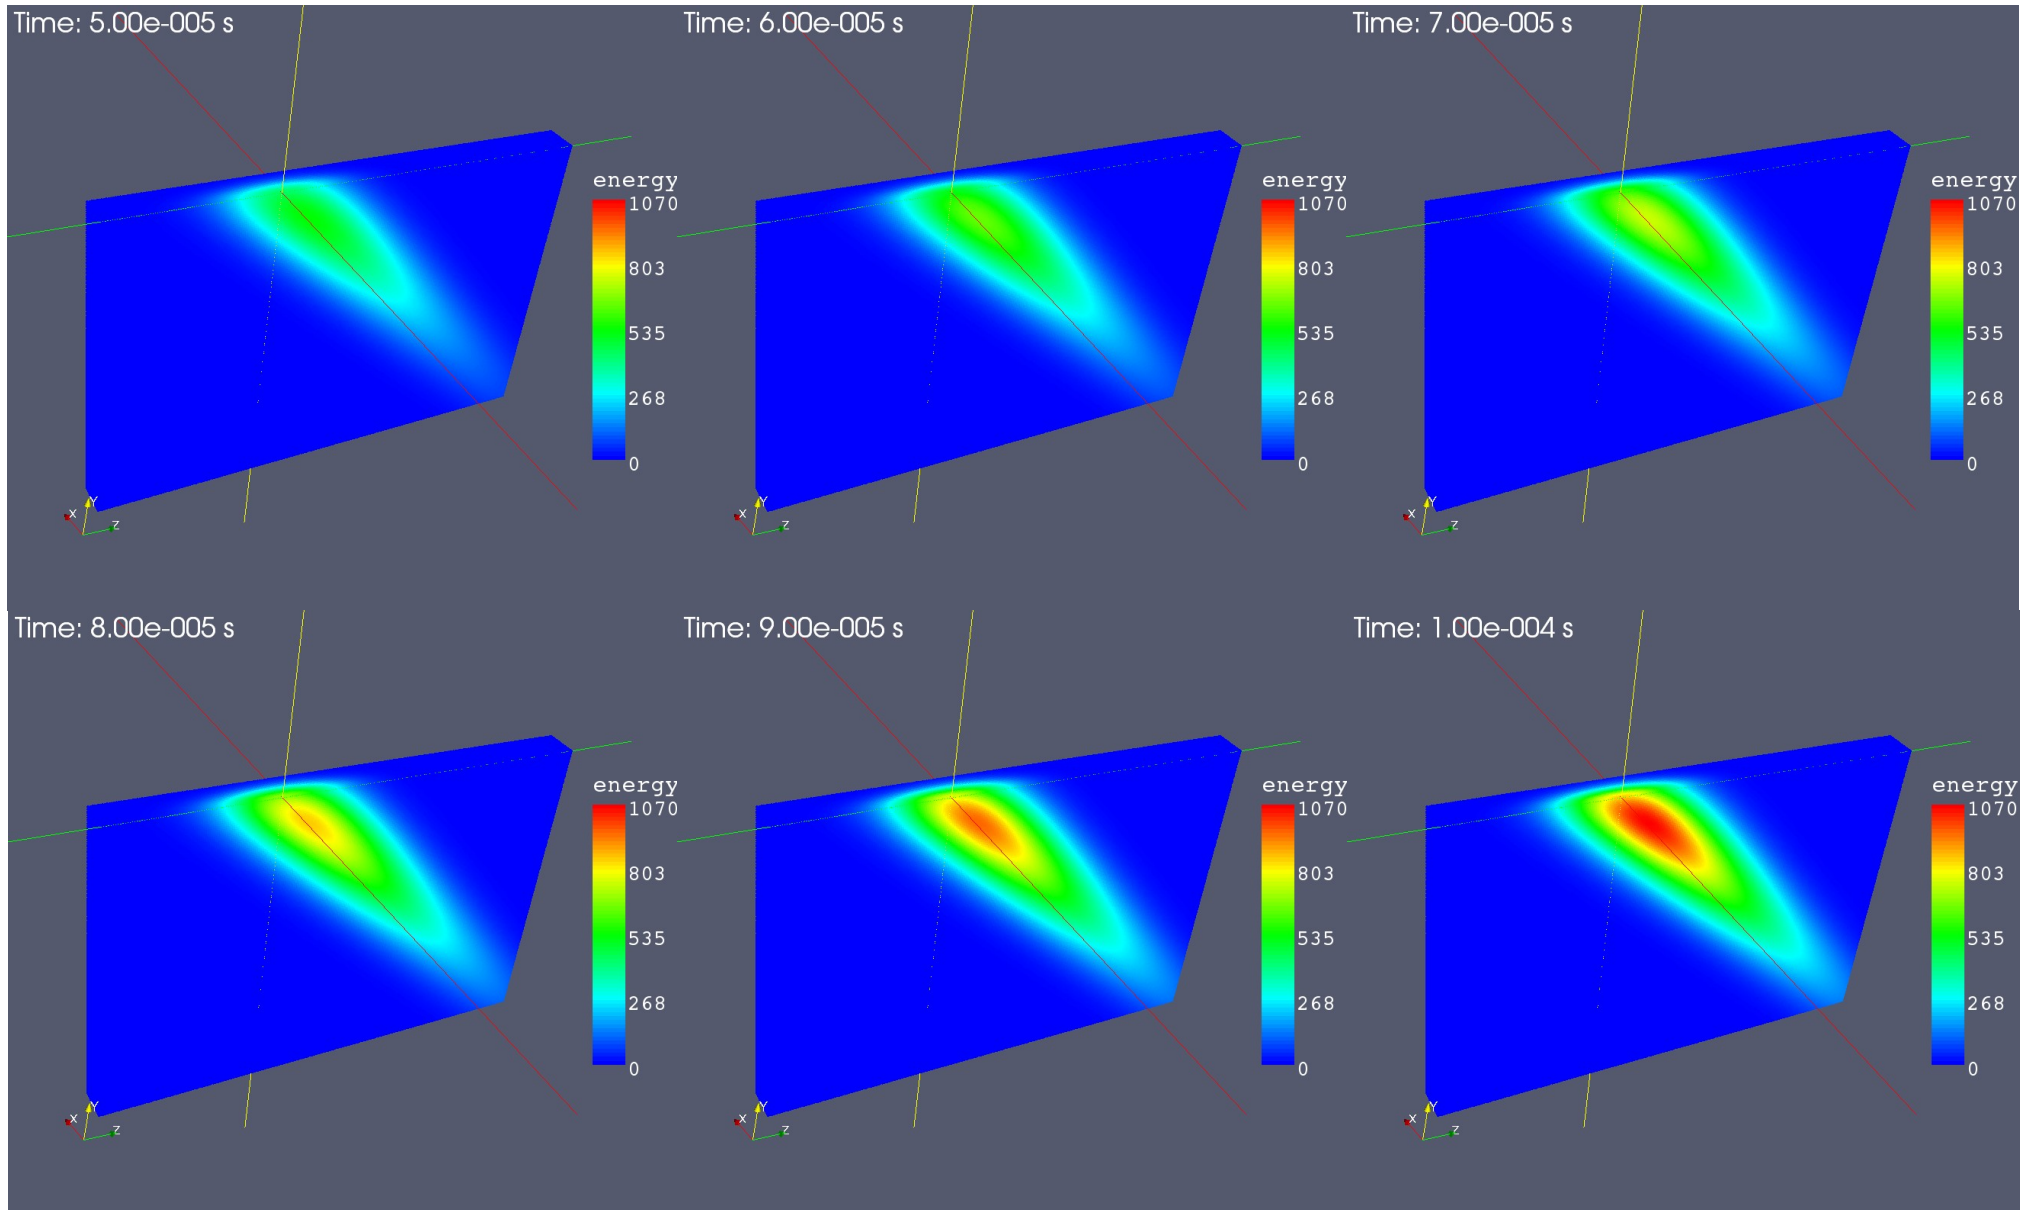 Time: 5.00e-005 s
energy
1070
803
535
268
0
X
Y
Z
Time: 6.00e-005 s
energy
1070
803
535
268
0
X
Y
Z
Time: 7.00e-005 s
energy
1070
803
535
268
0
X
Y
Z
Time: 8.00e-005 s
energy
1070
803
535
268
0
X
Y
Z
Time: 9.00e-005 s
energy
1070
803
535
268
0
X
Y
Z
Time: 1.00e-004 s
energy
1070
803
535
268
0
X
Y
Z